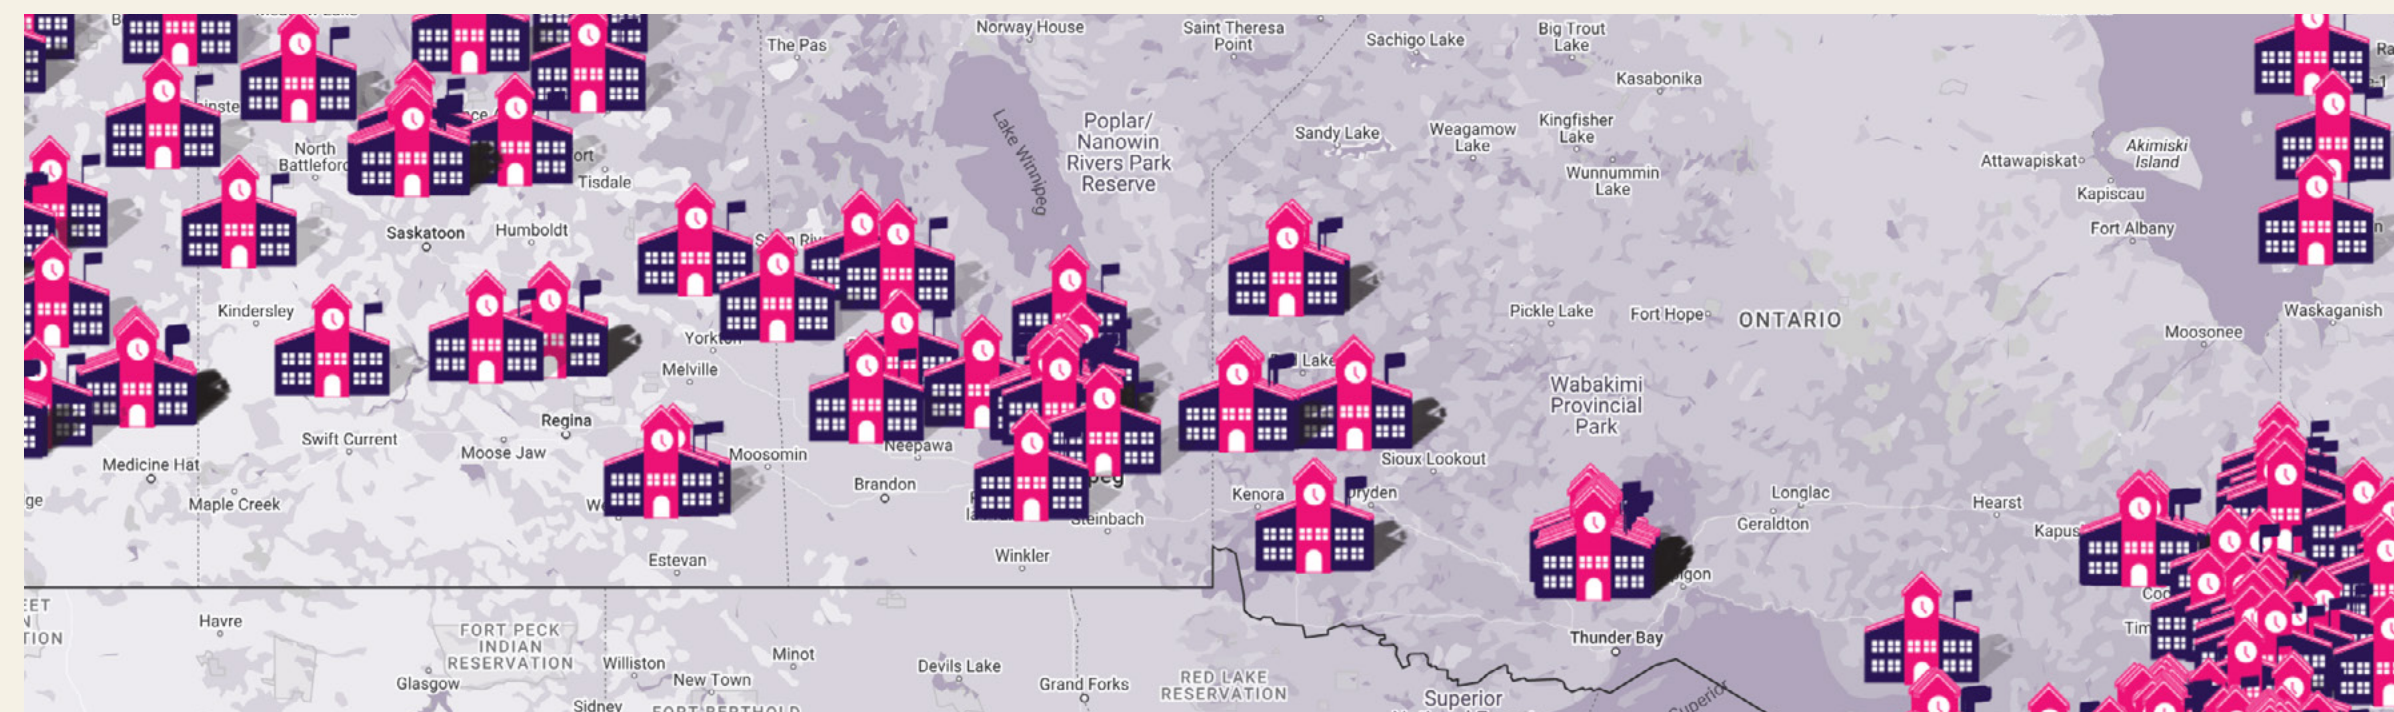 The Pas
Norway House
Saint Theresa
Point
Sachigo Lake
Big Trout
Lake
Kasabonika
Lake Winnipeg
Poplar/
Nanowin
Rivers Park
Reserve
Sandy Lake
Weagamow
Lake
Kingfisher
Lake
Wunnummin
Lake
Attawapiskat
Akimiski
Island
Kapiscau
Fort Albany
North
Tisdale
Saskatoon
Humboldt
Kindersley
Pickle Lake
Fort Hope
ONTARIO
Waskaganish
Moosonee
Melville
Lake
Wabakimi
Provincial
Park
Regina
Swift Current
Moose Jaw
Medicine Hat
Maple Creek
Moosomin
Neepawa
Brandon
Kenora
Sioux Lookout
Longlac
Geraldton
Hearst
Estevan
Winkler
Thunder Bay
Havre
FORT PECK
INDIAN
RESERVATION
Glasgow
Williston
New Town
Minot
Devils Lake
Grand Forks
RED LAKE
RESERVATION
Sidney
Superior
Superior